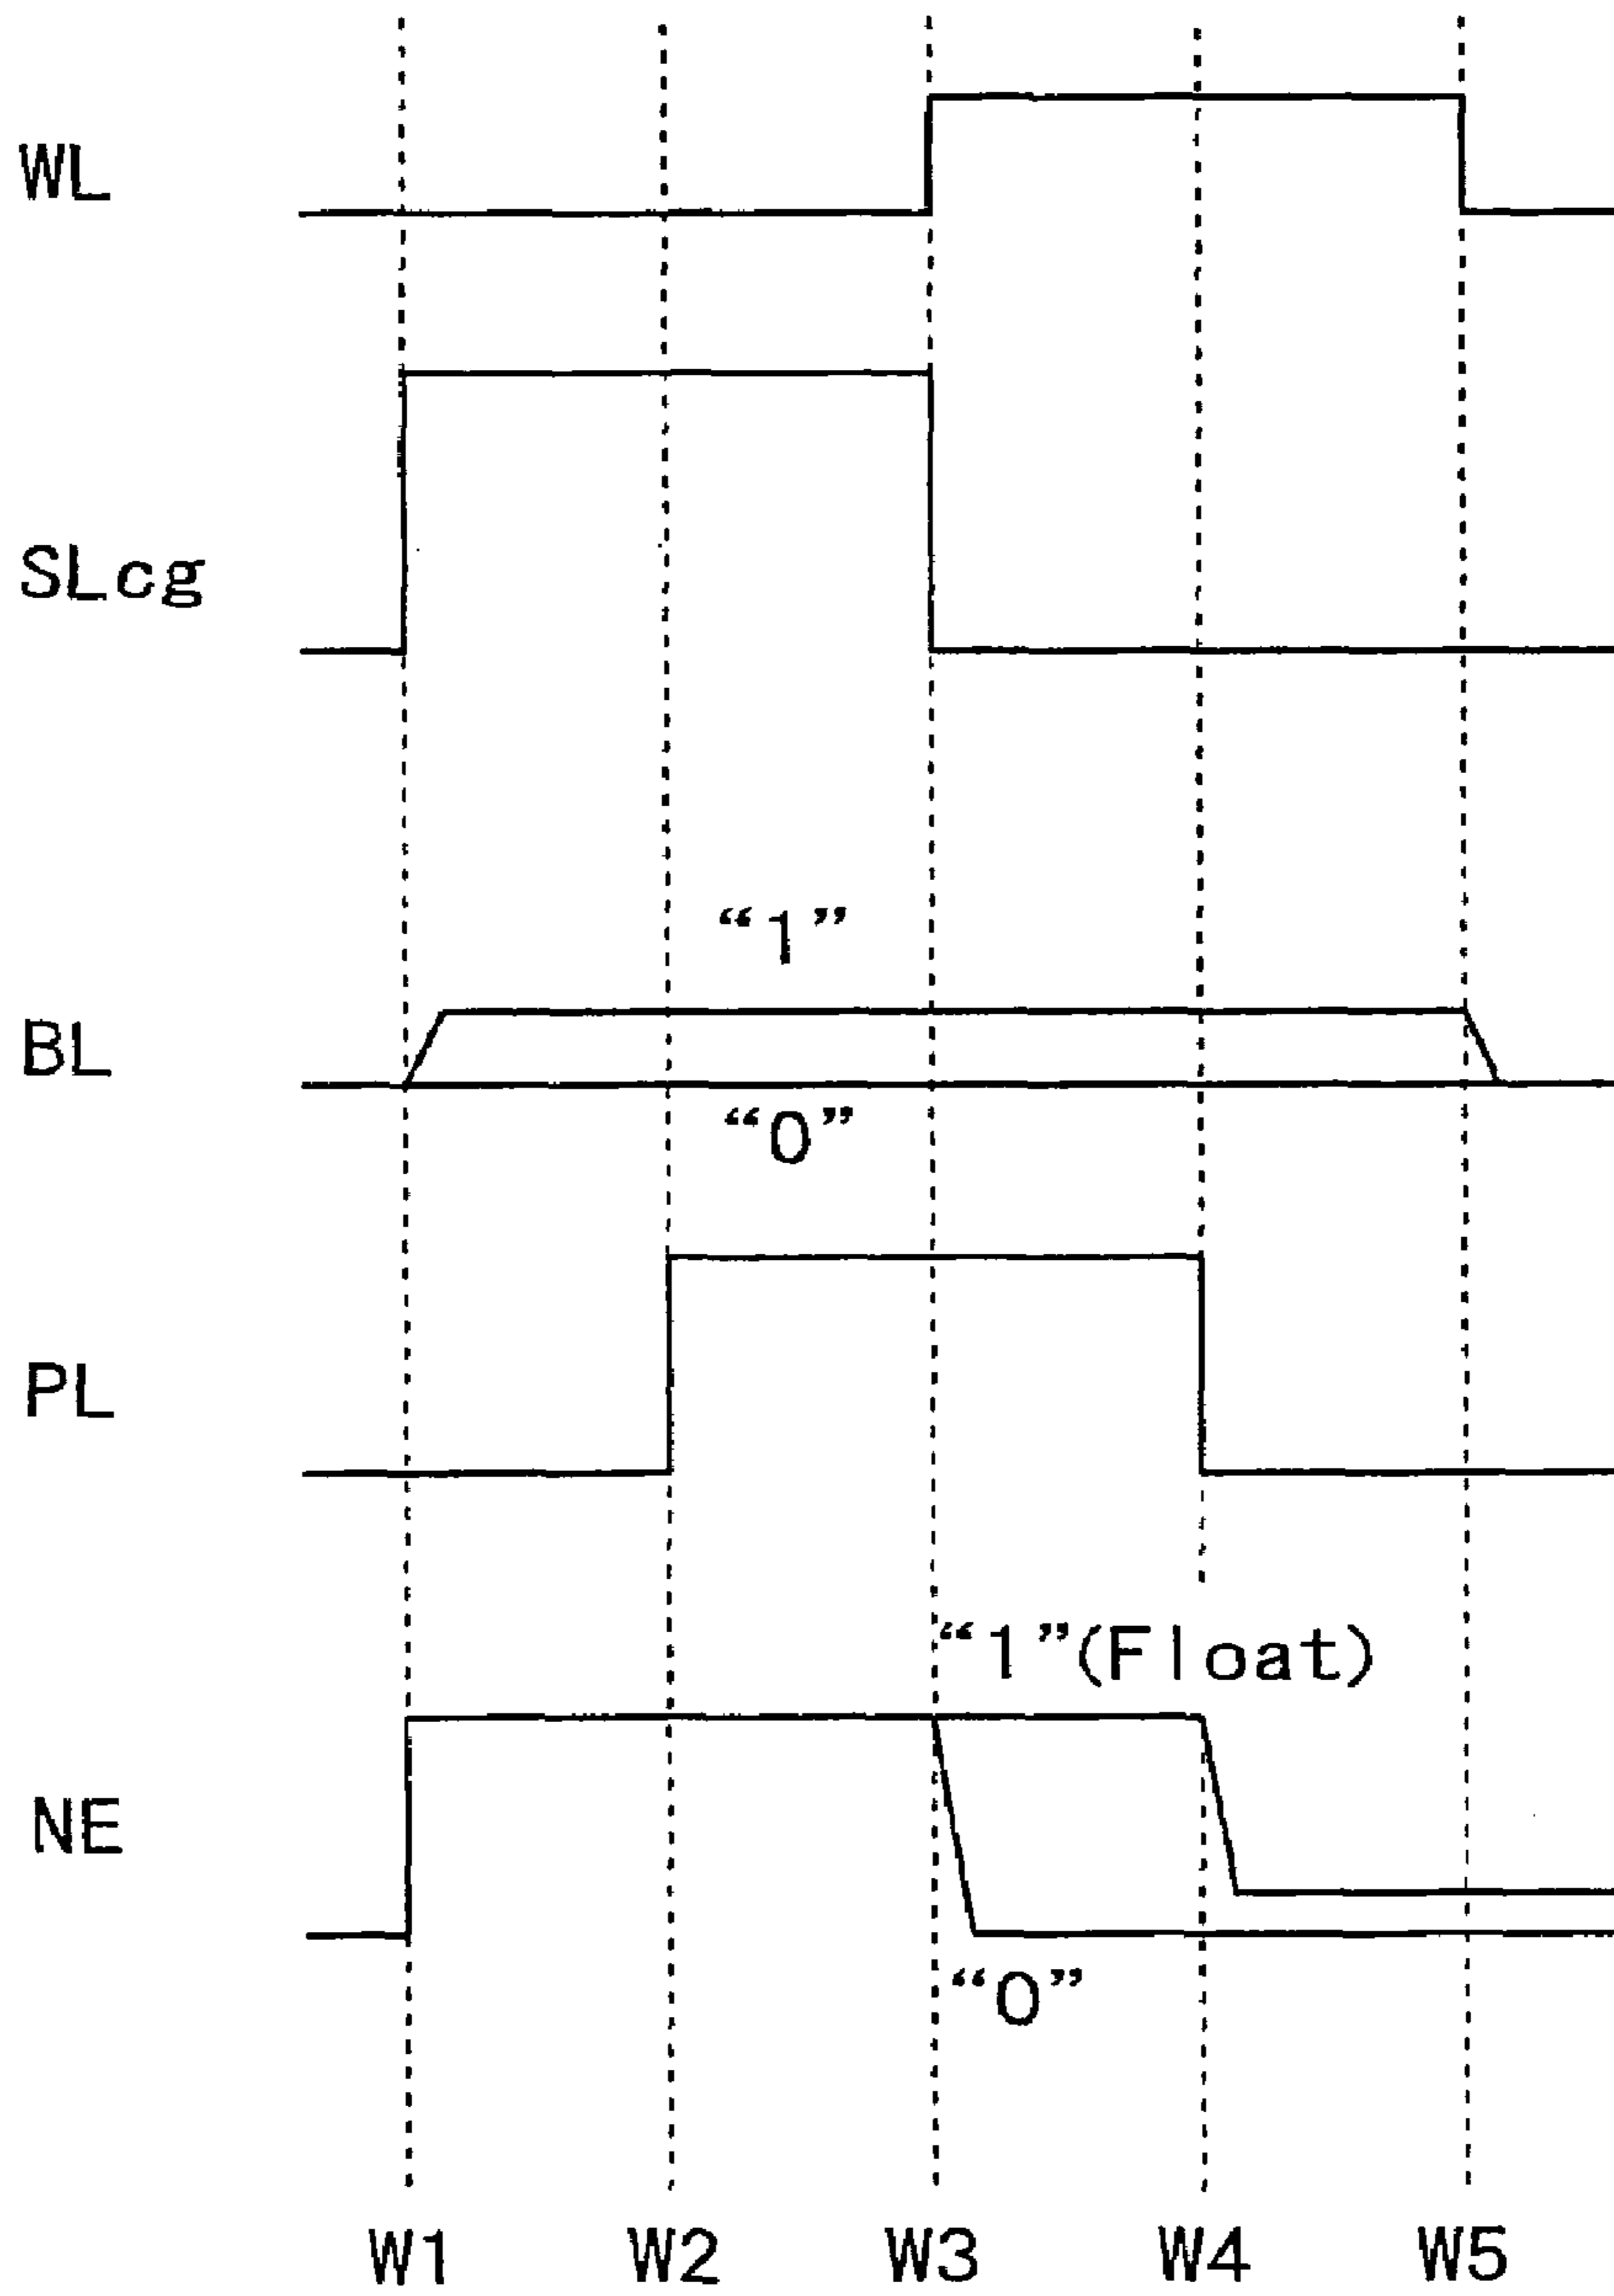 WL
SLcg
“1”
BL
“0”
PL
“1”(Float)
NE
“0”
W1 W2 W3 W4 W5